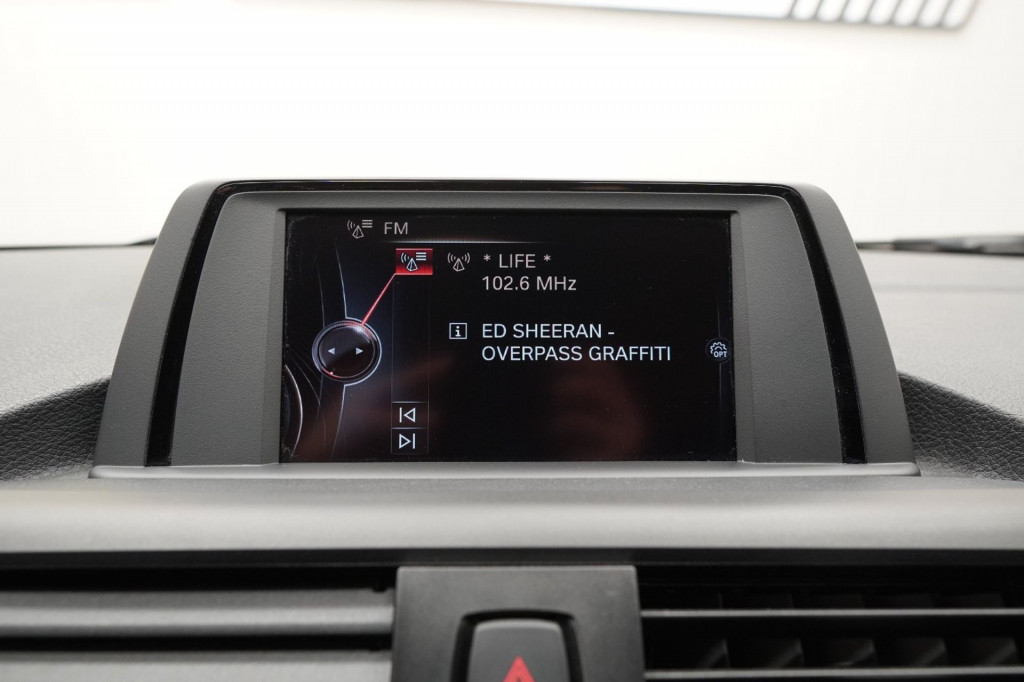 FM
* LIFE *
102.6 MHz
i ED SHEERAN -
OVERPASS GRAFFITI
OPT